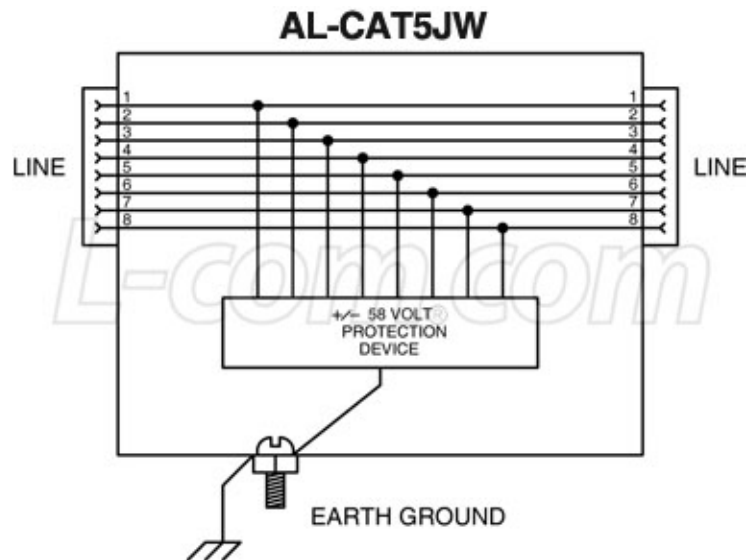 AL-CAT5JW
1 1
2 2
3 3
LINE 4 4 LINE
5 5
6 6
7 7
8 8
L-com.com®
+/- 58 VOLT
PROTECTION
DEVICE
EARTH GROUND